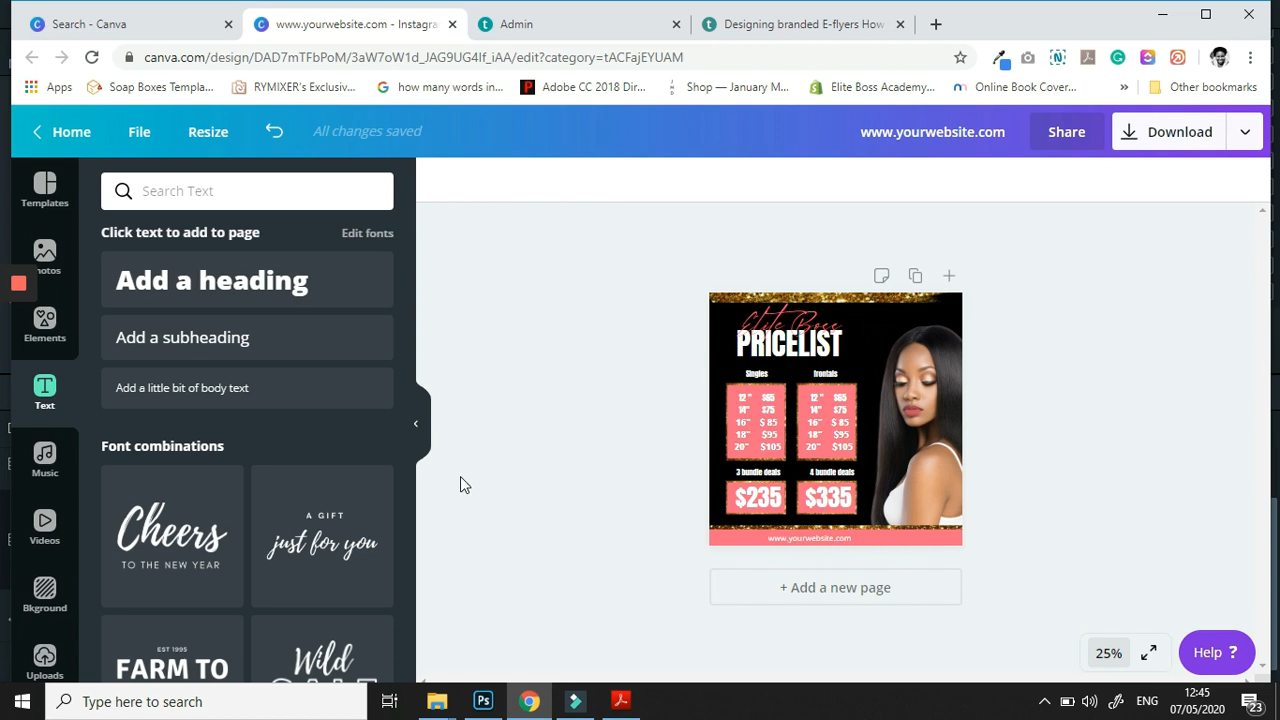 Search - Canva
www.yourwebsite.com - Instagra
Admin
Designing branded E-flyers How
canva.com/design/DAD7mTFbPoM/3aW7oW1d_JAG9UG4If_iAA/edit?category=tACFajEYUAM
Apps
Soap Boxes Templa...
RYMIXER'S Exclusiv...
how many words in...
Adobe CC 2018 Dir...
Shop — January M...
Elite Boss Academy...
Online Book Cover...
»
Other bookmarks
Home
File
Resize
All changes saved
www.yourwebsite.com
Share
Download
Templates
hotos
Elements
Text
Music
Videos
Bkground
Uploads
Search Text
Click text to add to page
Edit fonts
Add a heading
Add a subheading
Add a little bit of body text
Font combinations
Cheers
TO THE NEW YEAR
A GIFT
just for you
EST 1995
FARM TO
Wild
Elite Boss
PRICELIST
Singles
frontals
12 " $65
14" $75
16" $ 85
18" $95
20" $105
12 " $65
14" $75
16" $ 85
18" $95
20" $105
3 bundle deals
4 bundle deals
$235
$335
www.yourwebsite.com
+ Add a new page
25%
Help ?
Type here to search
Ps
ENG
12:45
07/05/2020
23